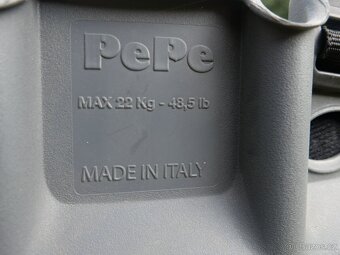 PePe
MAX 22 Kg - 48,5 lb
MADE IN ITALY